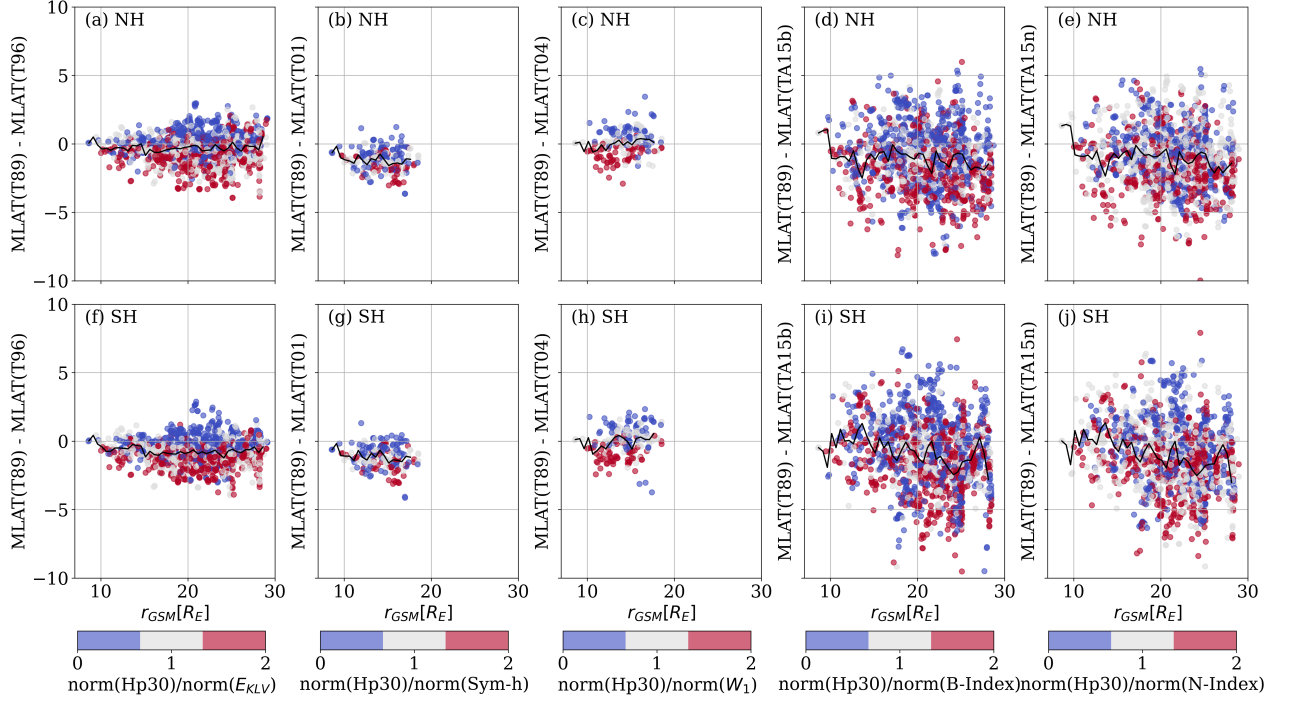 (a) NH
(b) NH
(c) NH
(d) NH
(e) NH
10
5
0
−5
−10
MLAT(T89) - MLAT(T96)
MLAT(T89) - MLAT(T01)
MLAT(T89) - MLAT(T04)
MLAT(T89) - MLAT(TA15b)
MLAT(T89) - MLAT(TA15n)
(f) SH
(g) SH
(h) SH
(i) SH
(j) SH
10
5
0
−5
−10
MLAT(T89) - MLAT(T96)
MLAT(T89) - MLAT(T01)
MLAT(T89) - MLAT(T04)
MLAT(T89) - MLAT(TA15b)
MLAT(T89) - MLAT(TA15n)
10 20 30
10 20 30
10 20 30
10 20 30
10 20 30
r_GSM[R_E]
r_GSM[R_E]
r_GSM[R_E]
r_GSM[R_E]
r_GSM[R_E]
0 1 2
0 1 2
0 1 2
0 1 2
0 1 2
norm(Hp30)/norm(E_KLV)
norm(Hp30)/norm(Sym-h)
norm(Hp30)/norm(W_1)
norm(Hp30)/norm(B-Index)
norm(Hp30)/norm(N-Index)